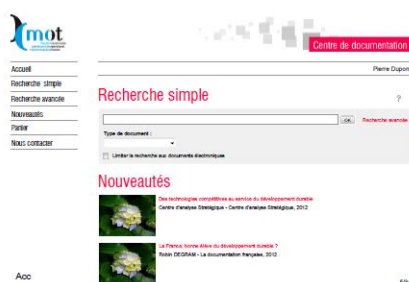 mot
Centre de documentation
Pierre Dupon
Accueil
Recherche simple
Recherche avancée
Nouveautés
Panier
Nous contacter
Recherche simple
?
OK
Recherche avancée
Type de document :
Limiter la recherche aux documents électroniques
Nouveautés
Des technologies compétitives au service du développement durable
Centre d'analyse Stratégique - Centre d'analyse Stratégique, 2012
La France, bonne élève du développement durable ?
Robin DEGRAM - La documentation française, 2012
Acc